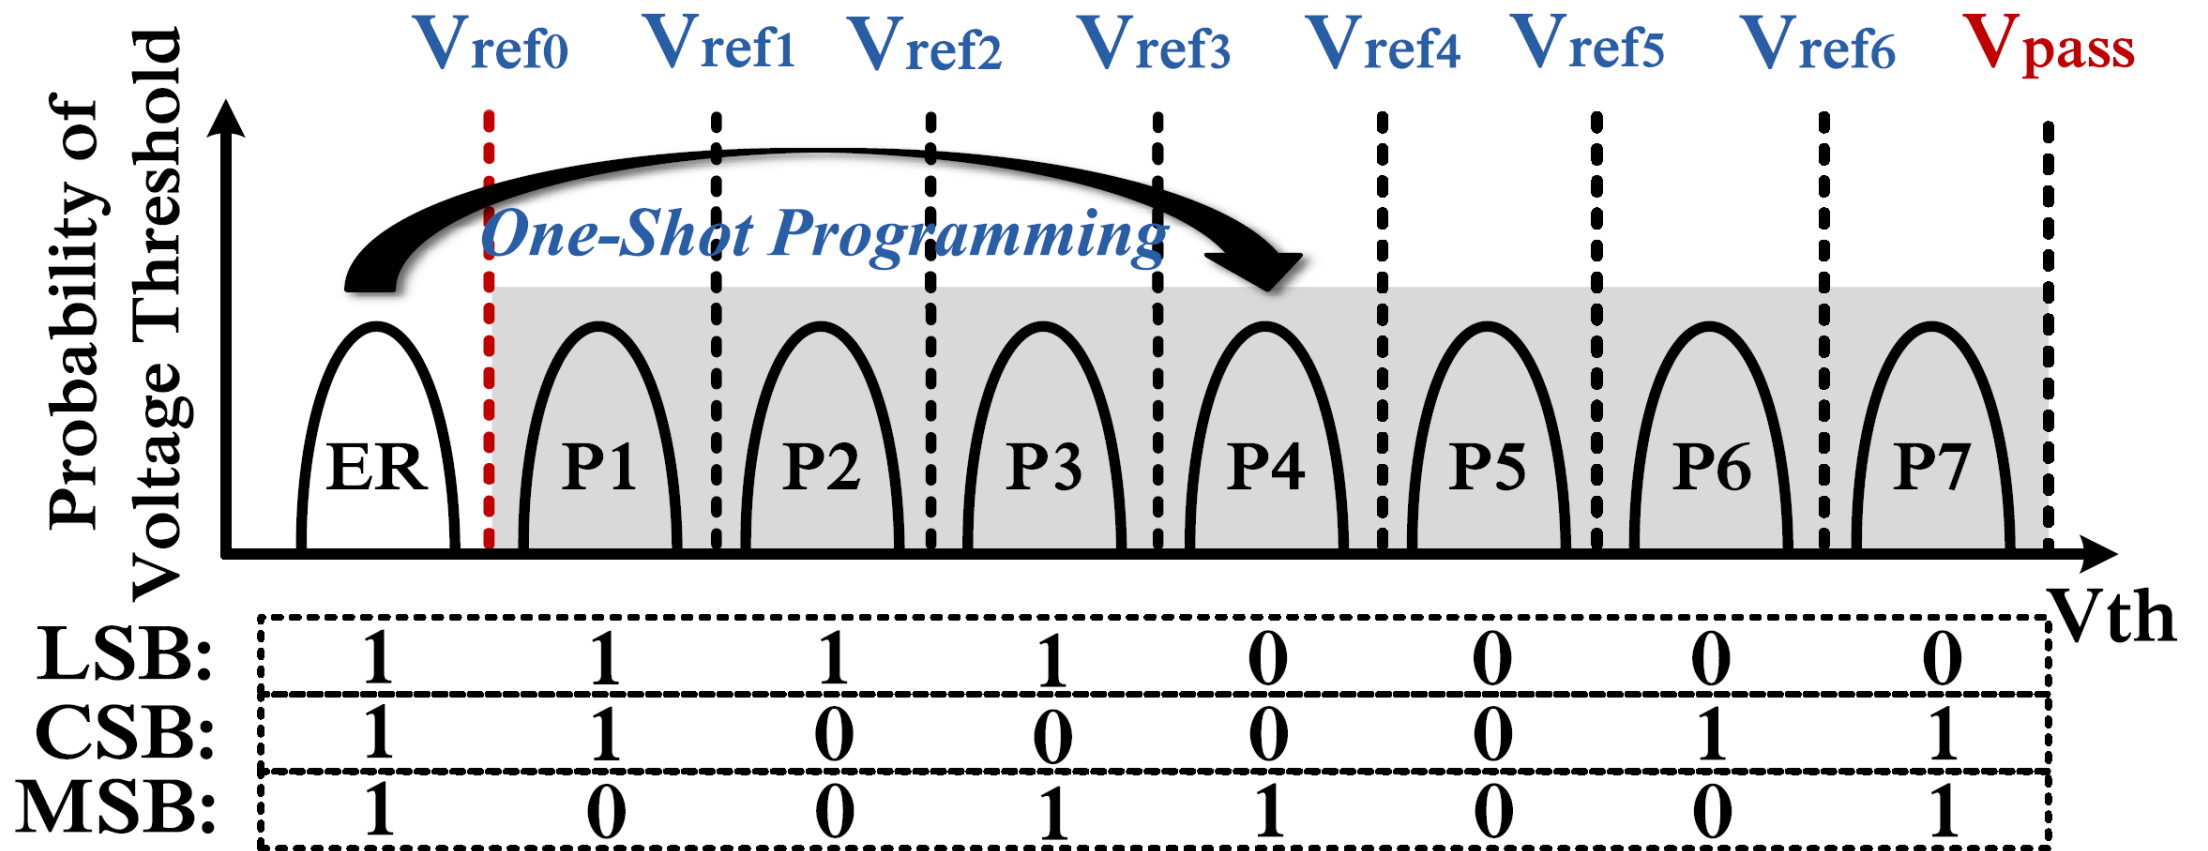 Vref0 Vref1 Vref2 Vref3 Vref4 Vref5 Vref6 Vpass
Probability of
Voltage Threshold
One-Shot Programming
ER P1 P2 P3 P4 P5 P6 P7
Vth
LSB: 1 1 1 1 0 0 0 0
CSB: 1 1 0 0 0 0 1 1
MSB: 1 0 0 1 1 0 0 1